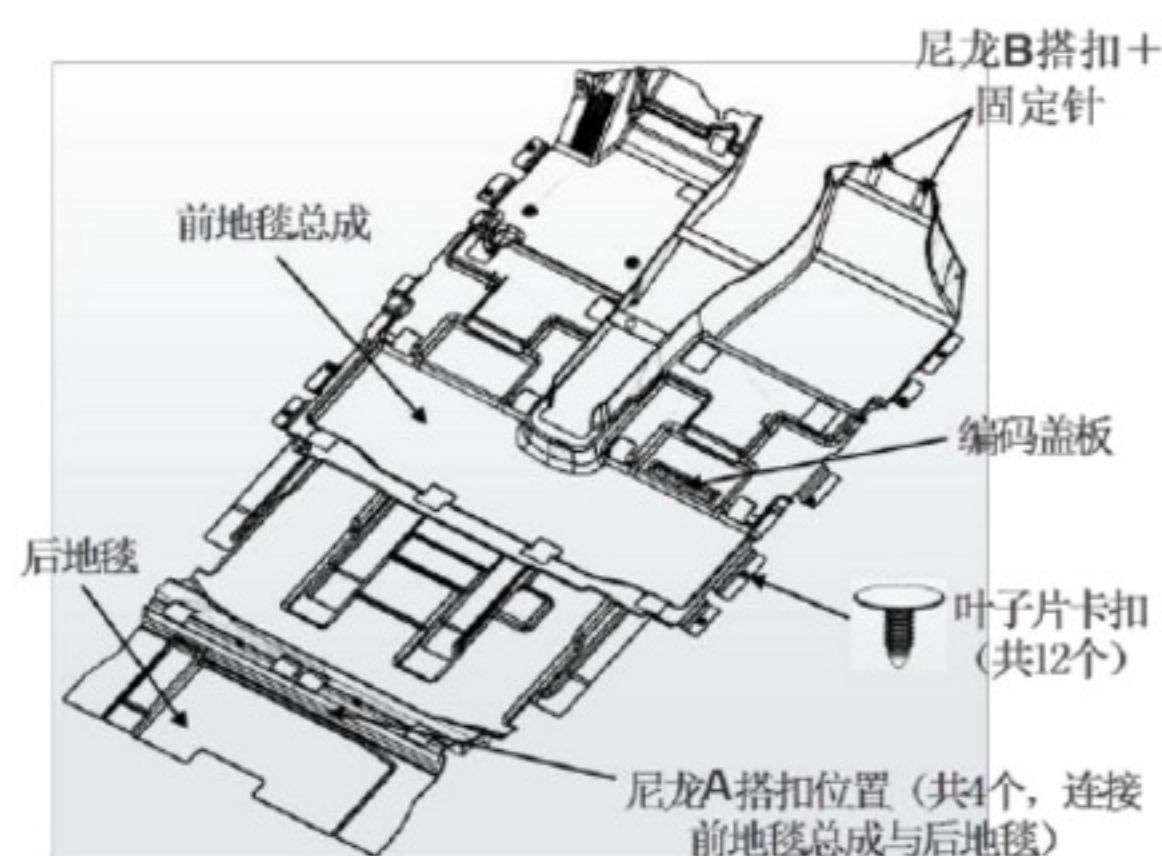 尼龙B搭扣＋
固定针
前地毯总成
编码盖板
后地毯
叶子片卡扣
（共12个）
尼龙A搭扣位置（共4个，连接
前地毯总成与后地毯）